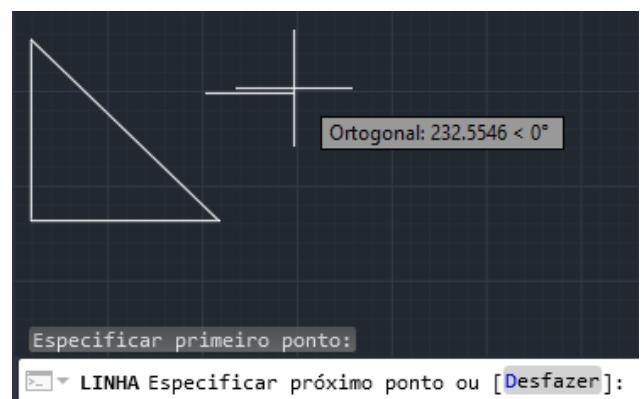 Ortogonal: 232.5546 < 0°
Especificar primeiro ponto:
LINHA Especificar próximo ponto ou [Desfazer]: